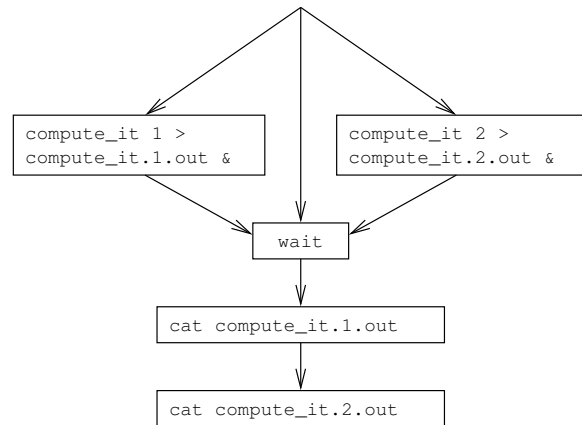 compute_it 1 >
compute_it.1.out &
compute_it 2 >
compute_it.2.out &
wait
cat compute_it.1.out
cat compute_it.2.out